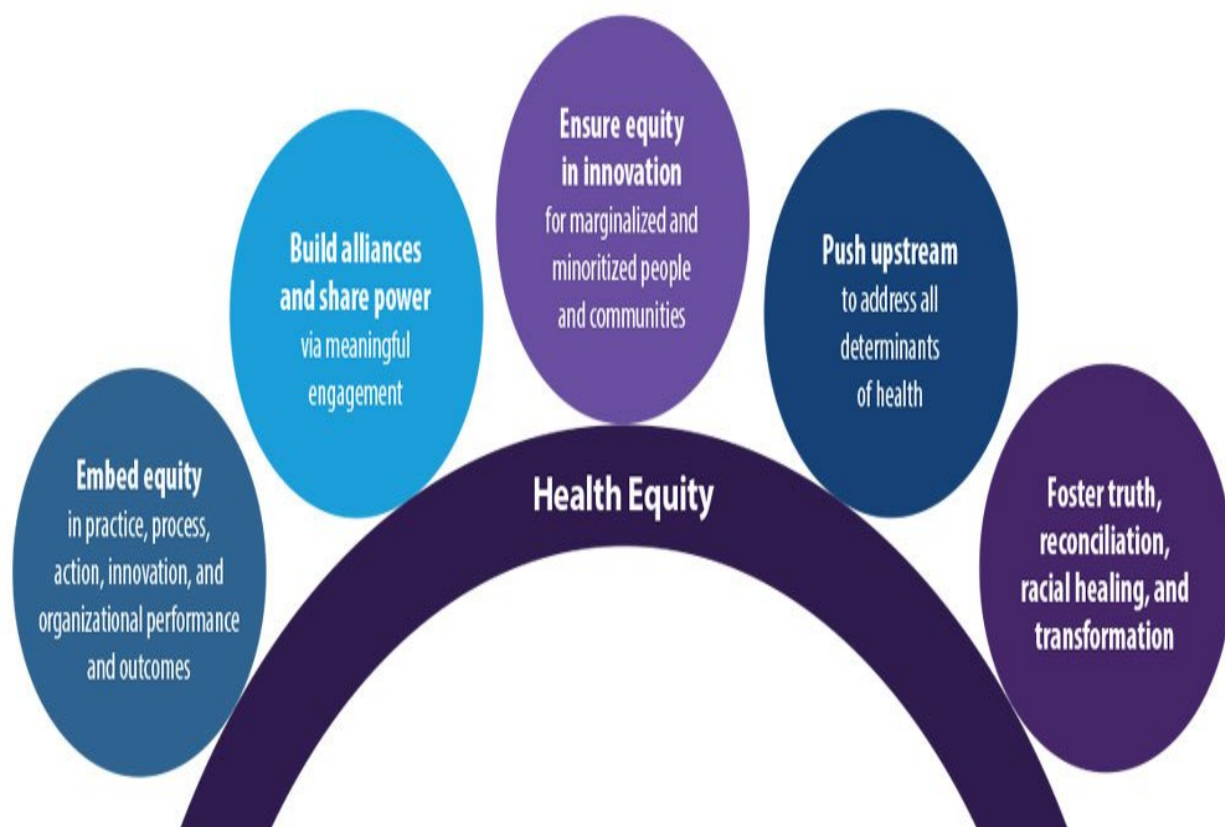 Embed equity
in practice, process,
action, innovation, and
organizational performance
and outcomes
Build alliances
and share power
via meaningful
engagement
Ensure equity
in innovation
for marginalized and
minoritized people
and communities
Push upstream
to address all
determinants
of health
Foster truth,
reconciliation,
racial healing, and
transformation
Health Equity